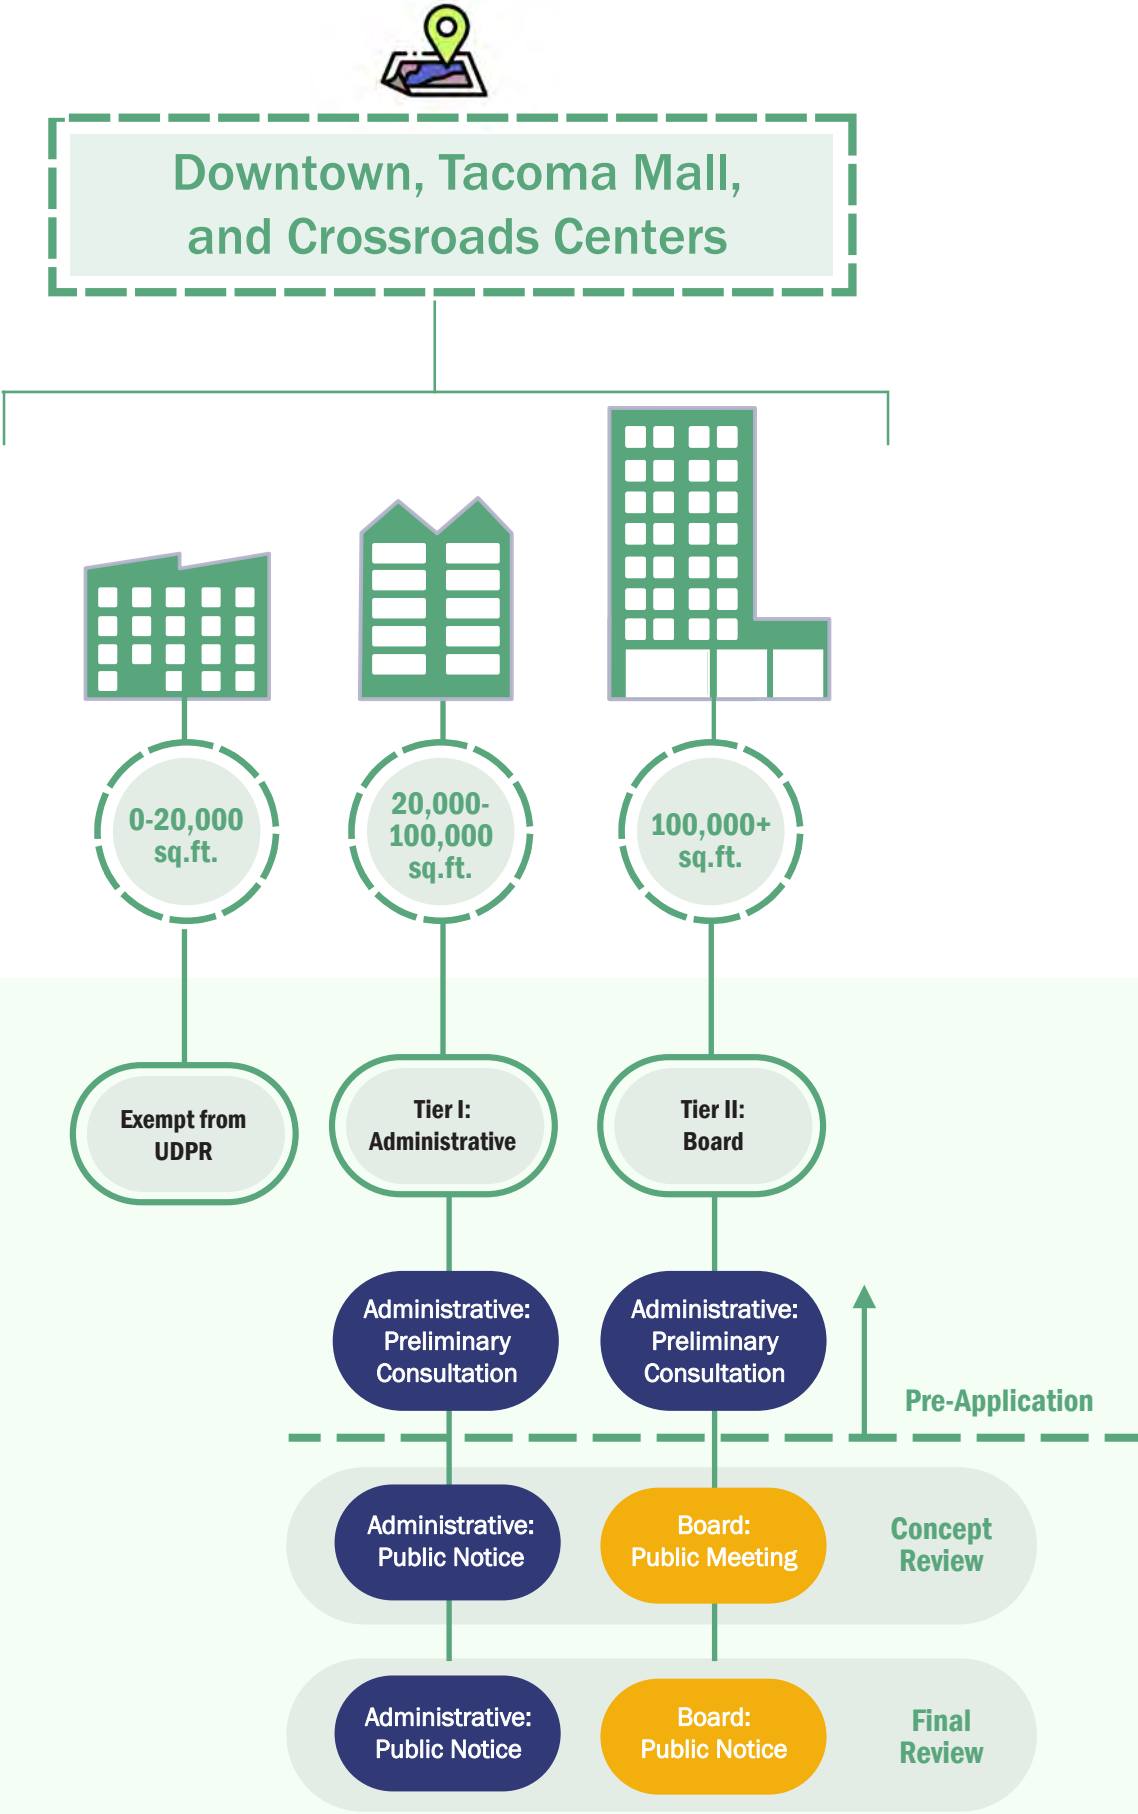 Downtown, Tacoma Mall,
and Crossroads Centers
0-20,000
sq.ft.
20,000-
100,000
sq.ft.
100,000+
sq.ft.
Exempt from
UDPR
Tier I:
Administrative
Tier II:
Board
Administrative:
Preliminary
Consultation
Administrative:
Preliminary
Consultation
Pre-Application
Administrative:
Public Notice
Board:
Public Meeting
Concept
Review
Administrative:
Public Notice
Board:
Public Notice
Final
Review